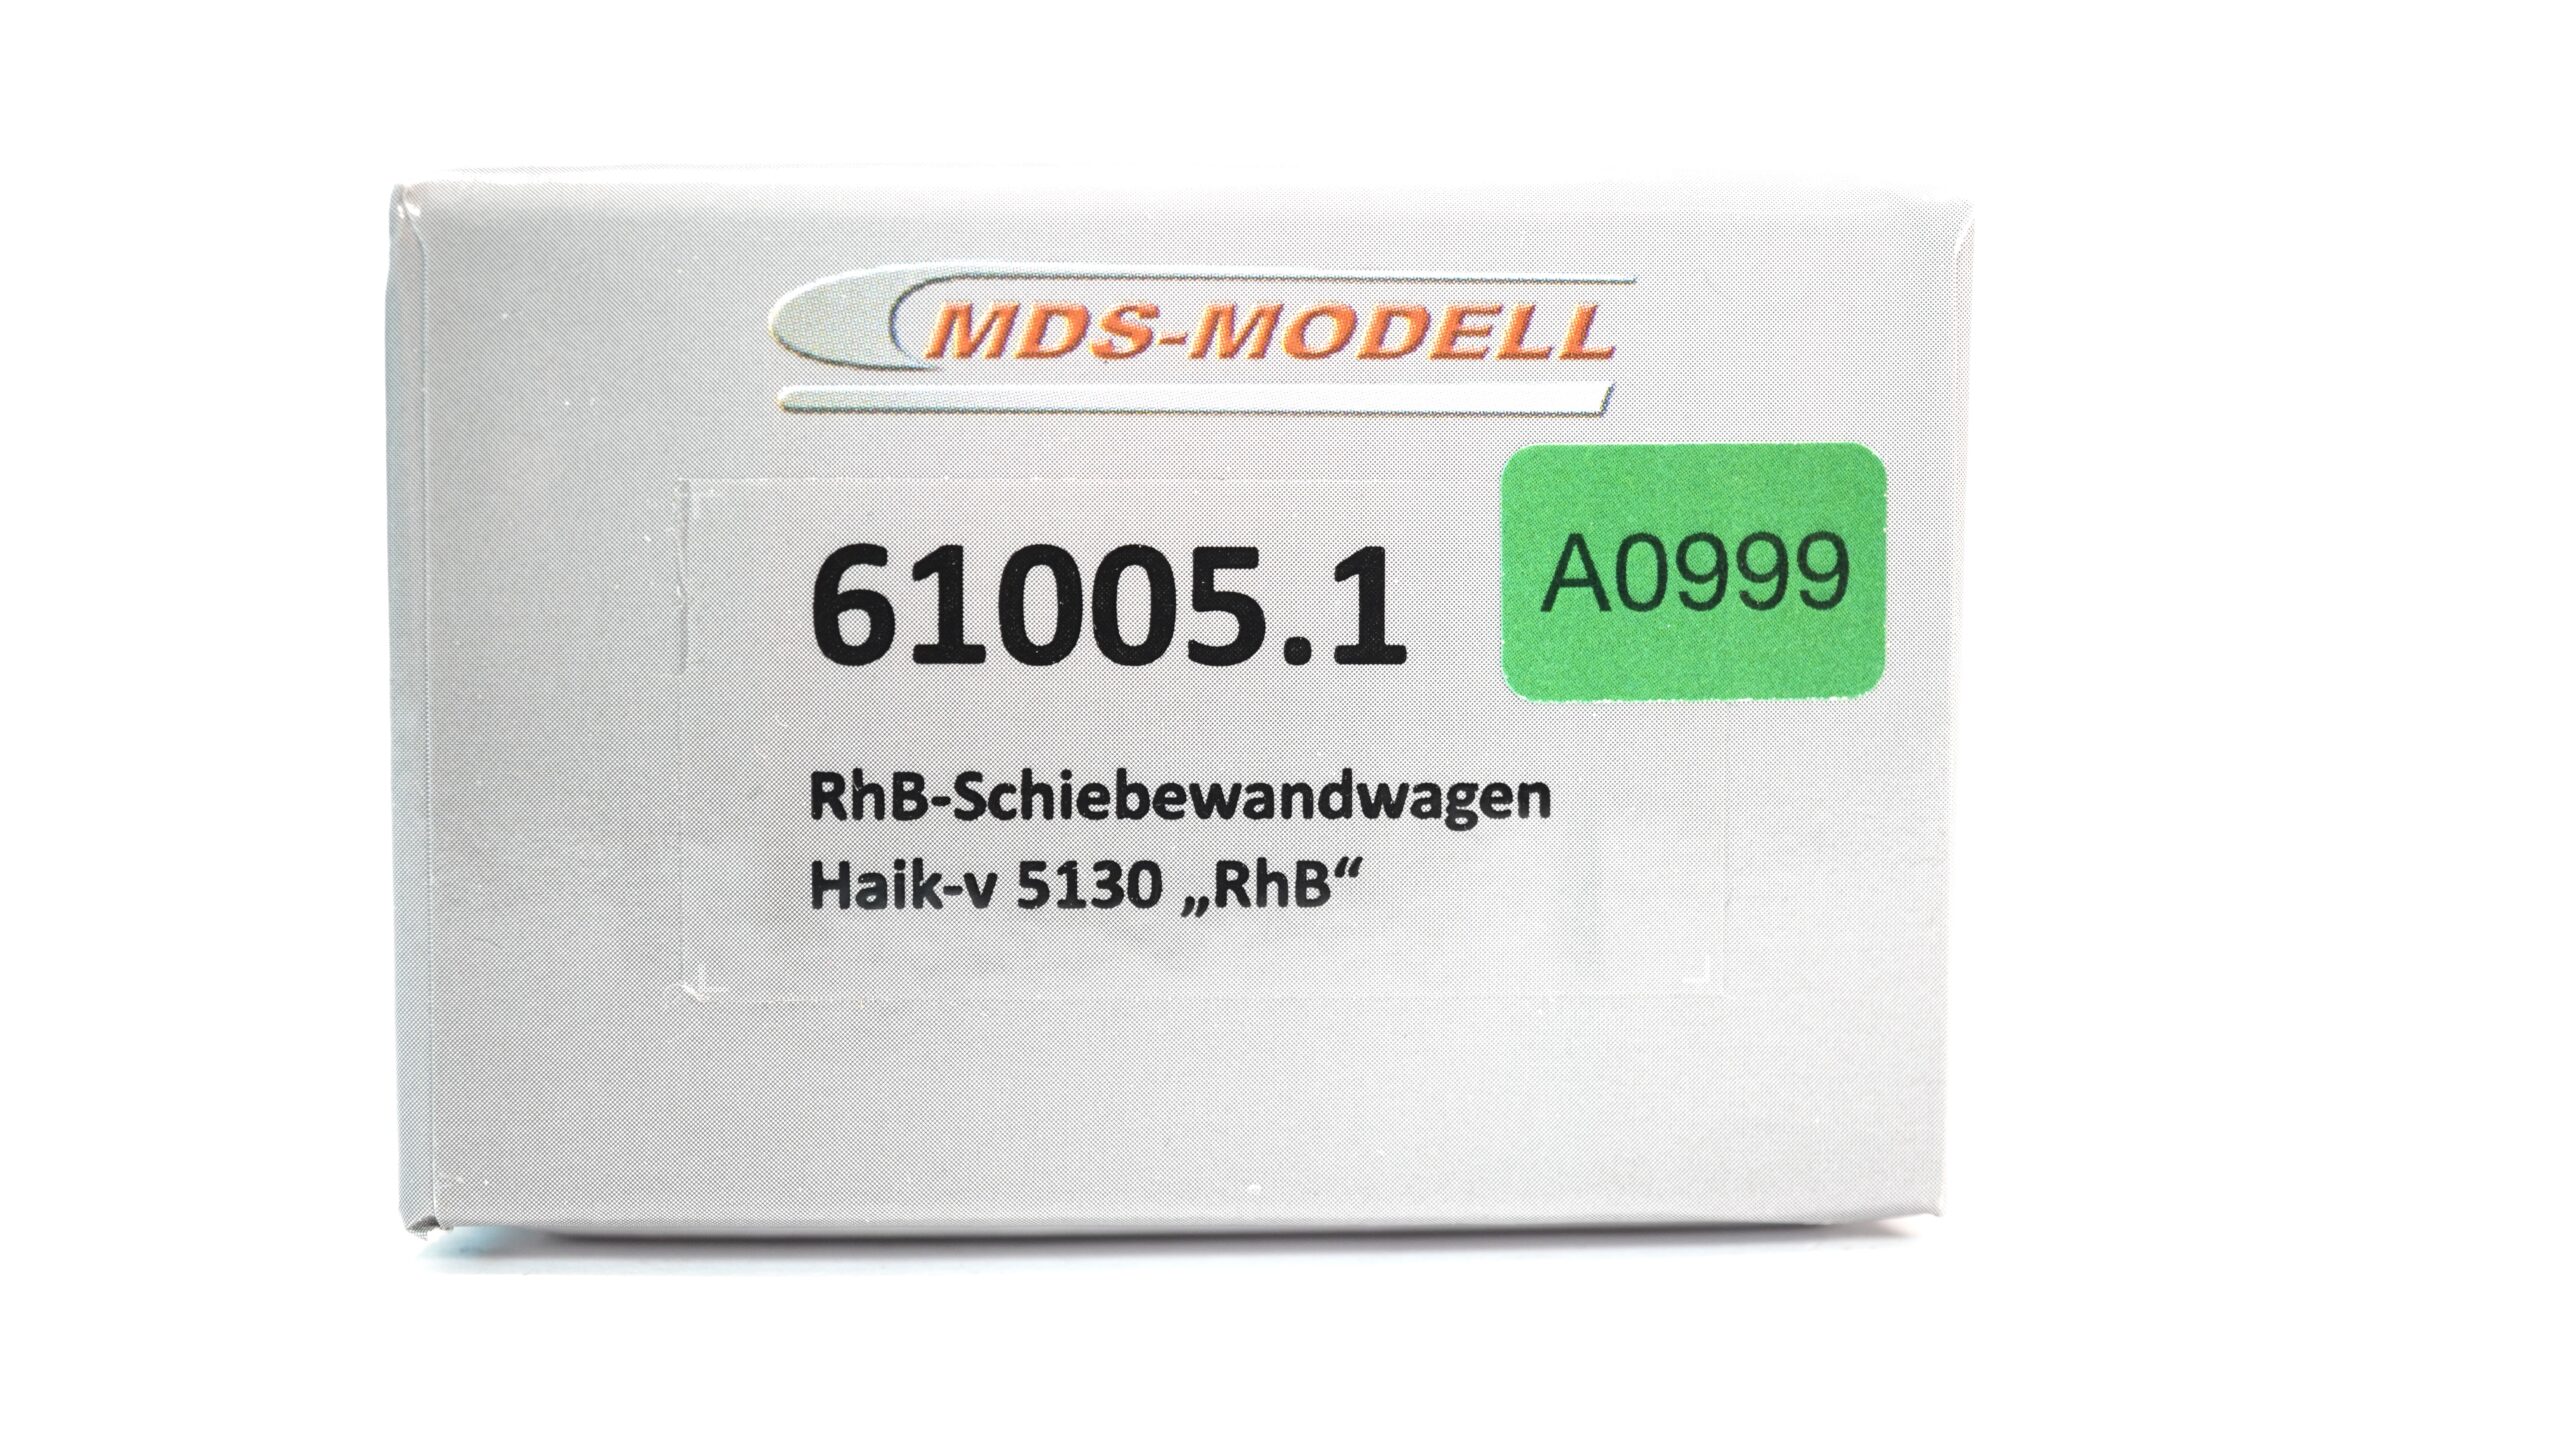 MDS-MODELL
61005.1
A0999
RhB-Schiebewandwagen
Haik-v 5130 „RhB“